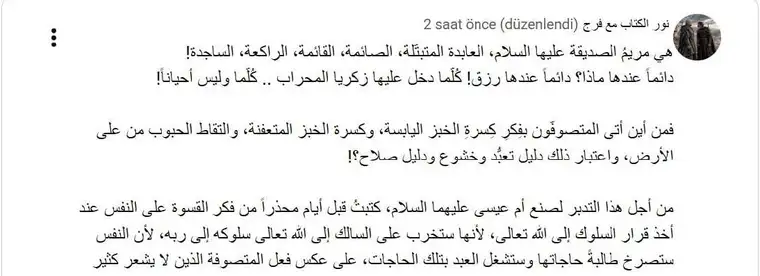 نور الكتاب مع فرج 2 saat önce (düzenlendi)
هي مريمُ الصديقة عليها السلام، العابدة المتبتّلة، الصائمة، القائمة، الراكعة، الساجدة!
دائماً عندها ماذا؟ دائماً عندها رزق! كُلّما دخل عليها زكريا المحراب .. كُلّما وليس أحياناً!
فمن أين أتى المتصوفون بفِكرِ كِسرةِ الخبز اليابسة، وكسرة الخبز المتعفنة، والتقاط الحبوب من على
الأرض، واعتبار ذلك دليل تعبُّد وخشوع ودليل صلاح؟!
من أجل هذا التدبر لصنع أم عيسى عليهما السلام، كتبتُ قبل أيام محذراً من فكر القسوة على النفس عند
أخذ قرار السلوك إلى الله تعالى، لأنها ستخرب على السالك إلى الله تعالى سلوكه إلى ربه، لأن النفس
ستصرخ طالبةً حاجاتها وستشغل العبد بتلك الحاجات، على عكس فعل المتصوفة الذين لا يشعر كثير